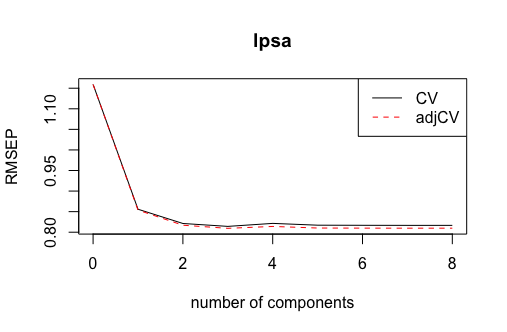 lpsa
CV
adjCV
RMSEP
1.10
0.95
0.80
0 2 4 6 8
number of components